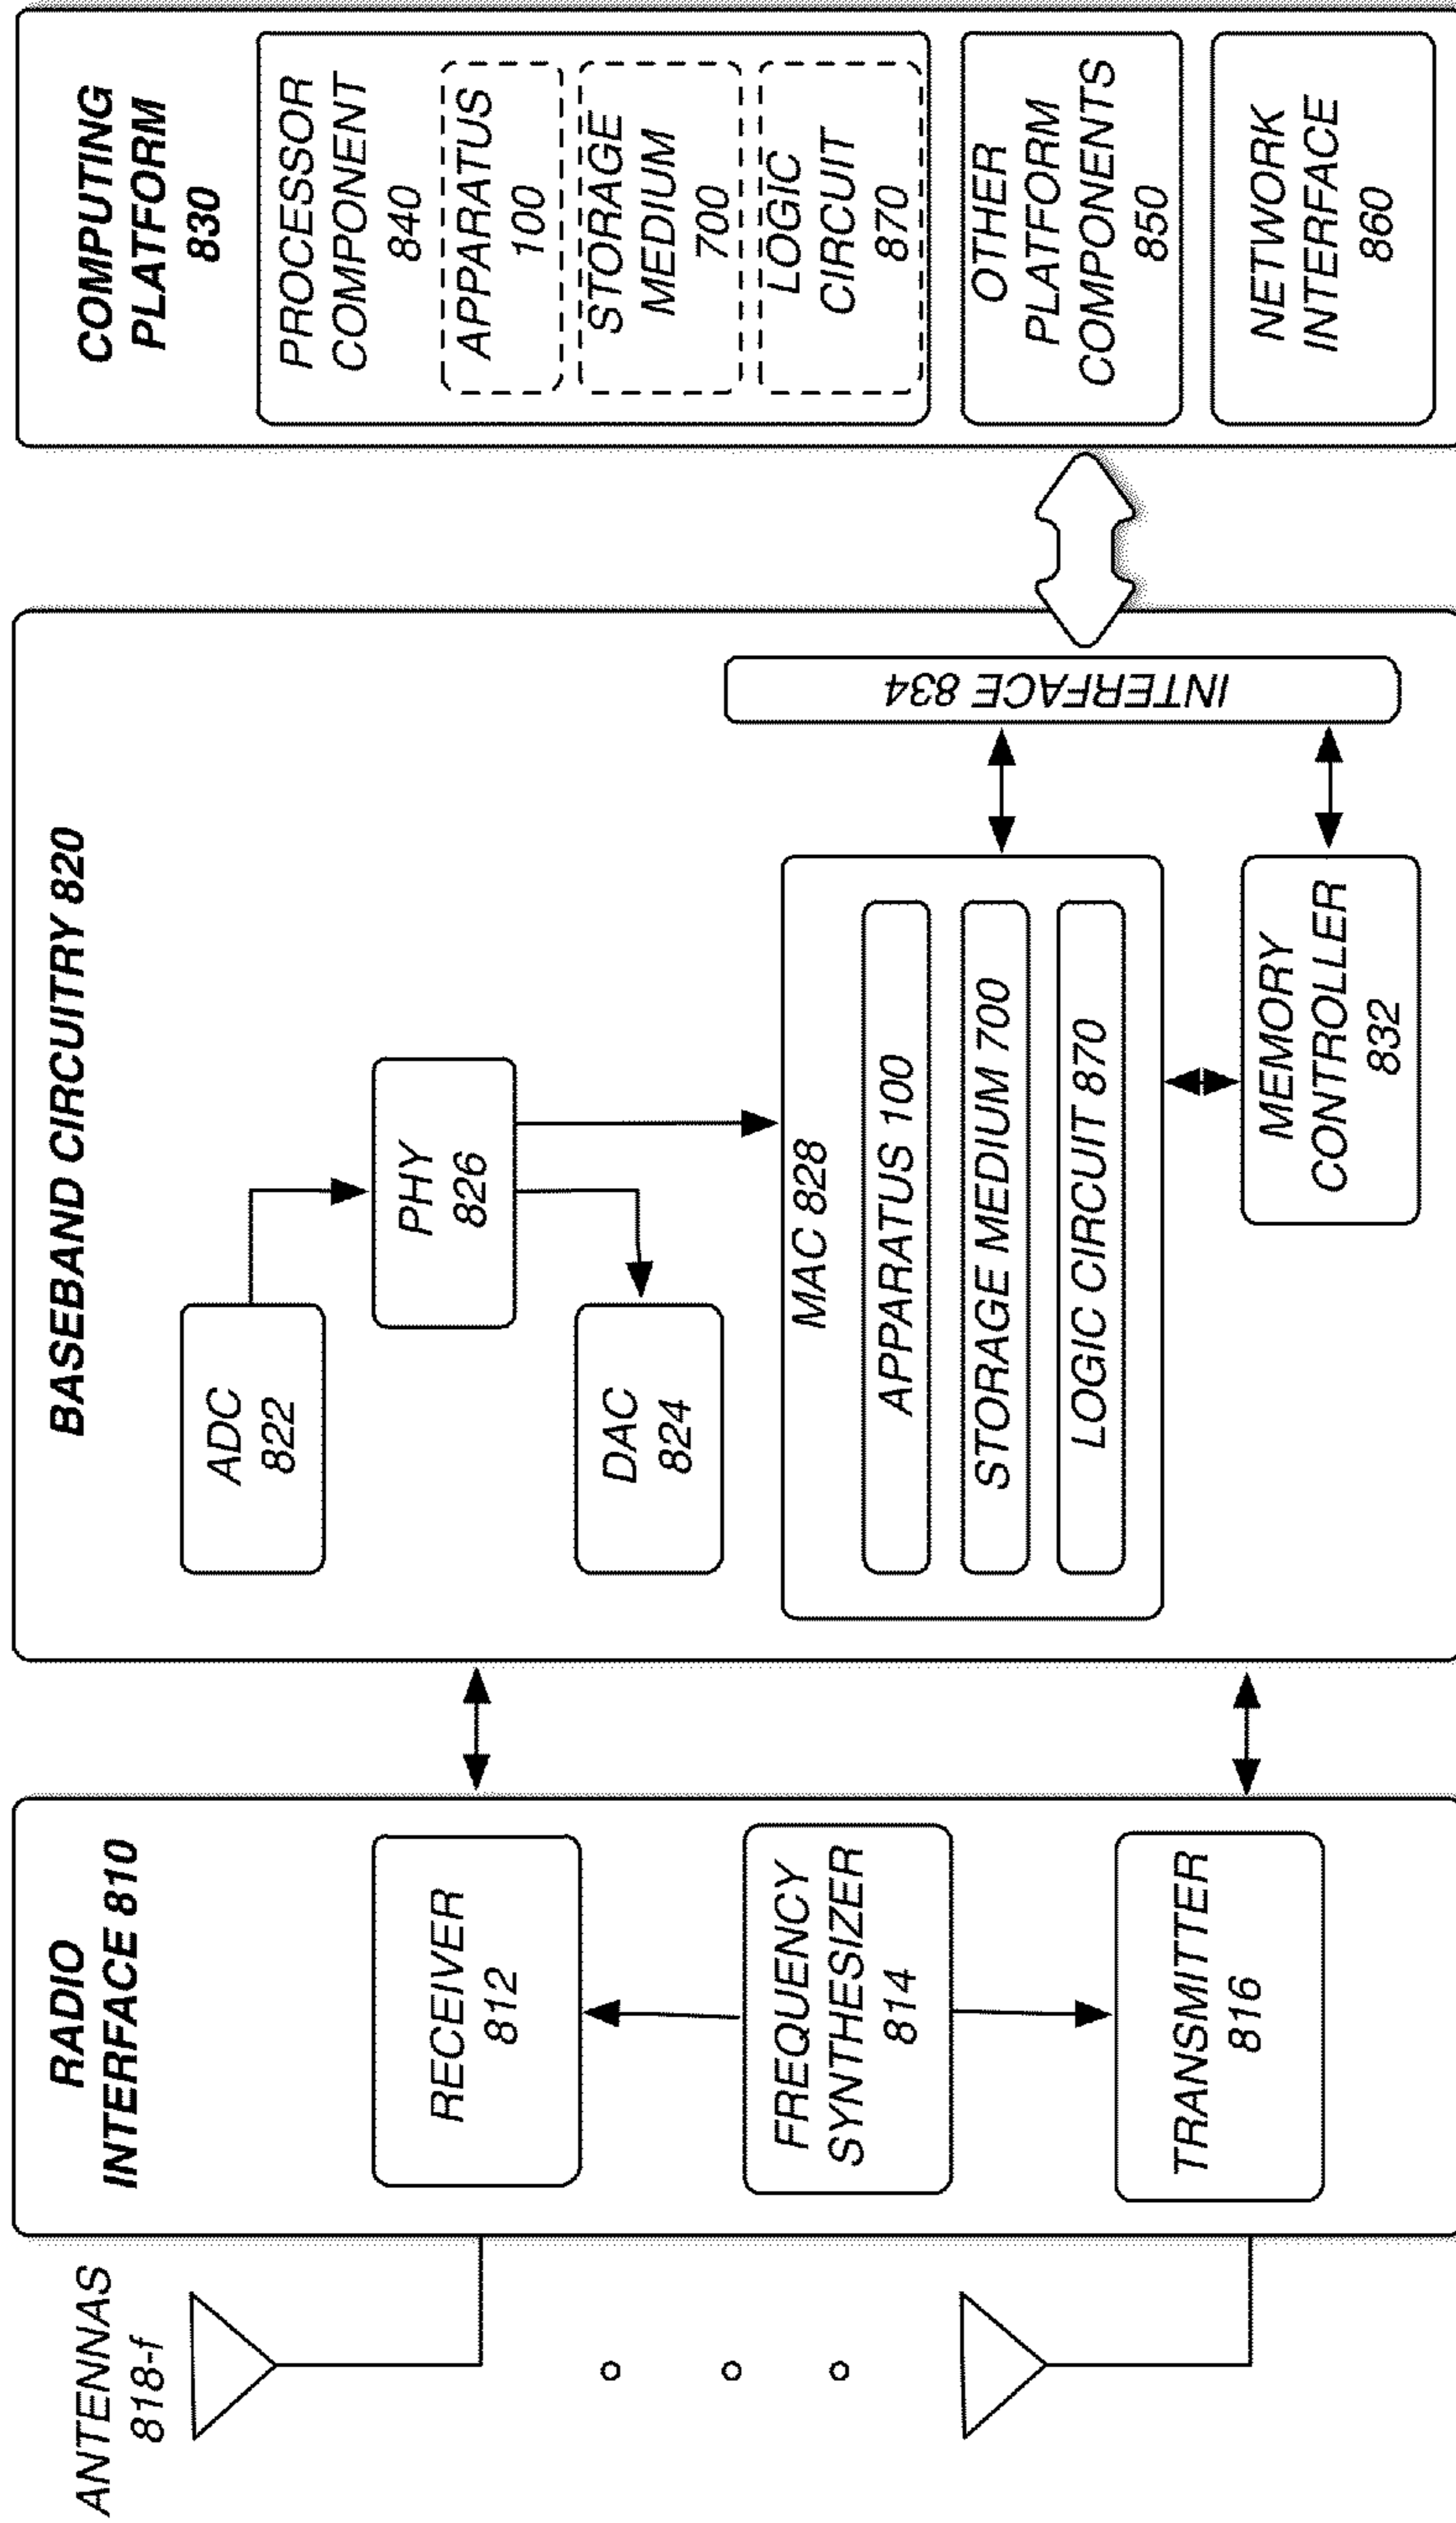 ANTENNAS
818-f
RADIO
INTERFACE 810
RECEIVER
812
FREQUENCY
SYNTHESIZER
814
TRANSMITTER
816
BASEBAND CIRCUITRY 820
ADC
822
PHY
826
DAC
824
MAC 828
APPARATUS 100
STORAGE MEDIUM 700
LOGIC CIRCUIT 870
MEMORY
CONTROLLER
832
INTERFACE 834
COMPUTING
PLATFORM
830
PROCESSOR
COMPONENT
840
APPARATUS
100
STORAGE
MEDIUM
700
LOGIC
CIRCUIT
870
OTHER
PLATFORM
COMPONENTS
850
NETWORK
INTERFACE
860